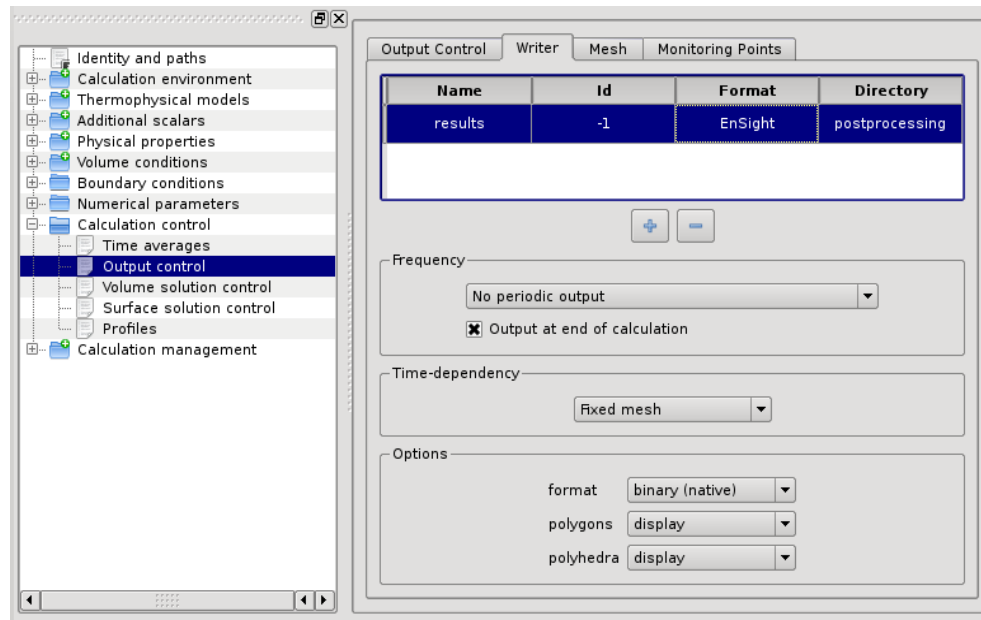 Identity and paths
Calculation environment
Thermophysical models
Additional scalars
Physical properties
Volume conditions
Boundary conditions
Numerical parameters
Calculation control
Time averages
Output control
Volume solution control
Surface solution control
Profiles
Calculation management
Output Control Writer Mesh Monitoring Points
Name Id Format Directory
results -1 EnSight postprocessing
Frequency
No periodic output
Output at end of calculation
Time-dependency
Fixed mesh
Options
format binary (native)
polygons display
polyhedra display